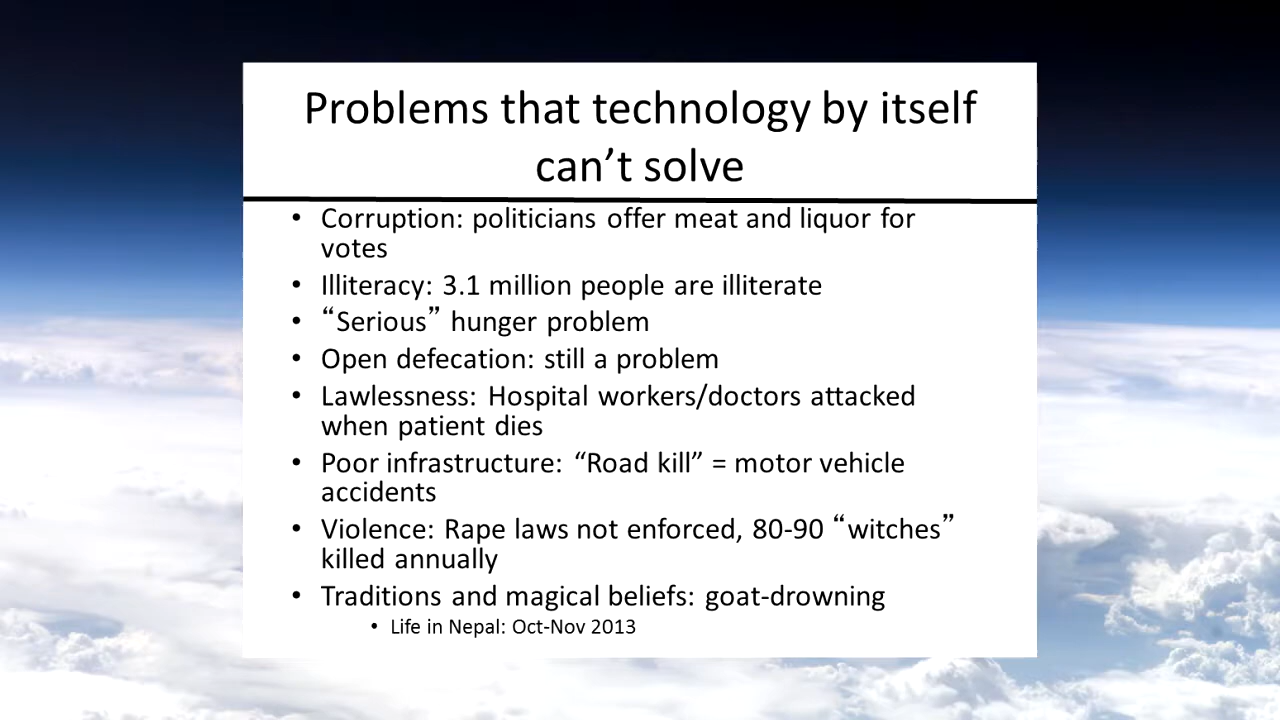 Problems that technology by itself
can’t solve
• Corruption: politicians offer meat and liquor for
votes
• Illiteracy: 3.1 million people are illiterate
• “Serious” hunger problem
• Open defecation: still a problem
• Lawlessness: Hospital workers/doctors attacked
when patient dies
• Poor infrastructure: “Road kill” = motor vehicle
accidents
• Violence: Rape laws not enforced, 80-90 “witches”
killed annually
• Traditions and magical beliefs: goat-drowning
• Life in Nepal: Oct-Nov 2013